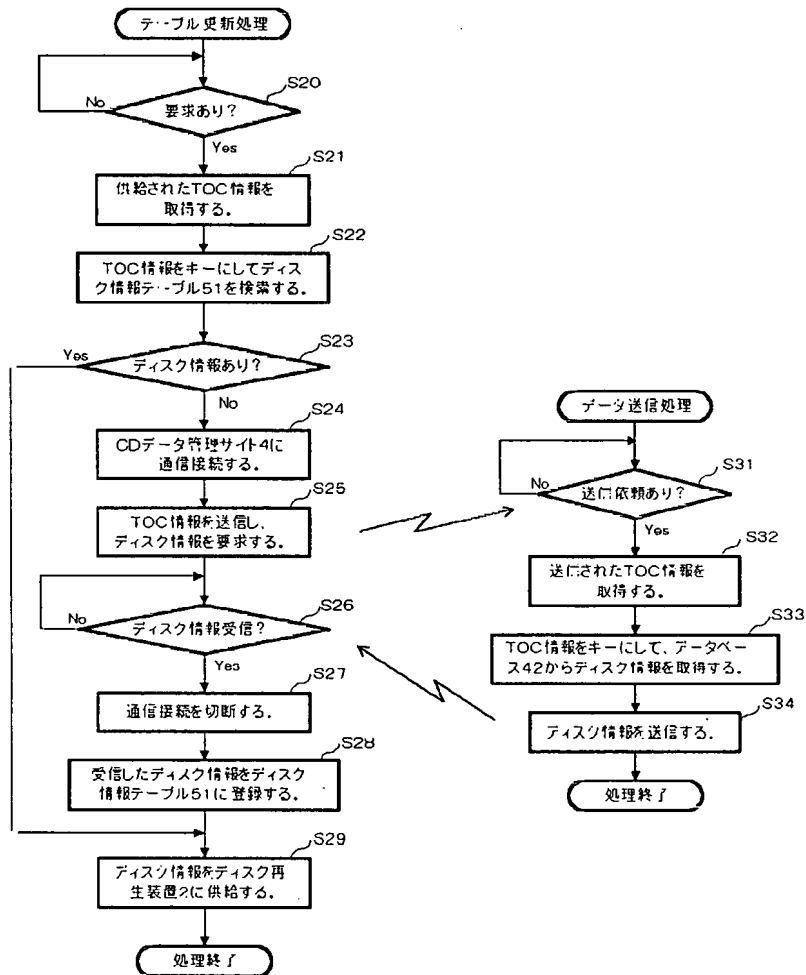 テーブル更新処理
S20
要求あり?
No
Yes
S21
供給されたTOC情報を
取得する。
S22
TOC情報をキーにしてディス
ク情報テーブル51を検索する。
S23
ディスク情報あり?
Yes
No
S24
CDデータ管理サイト4に
通信接続する。
S25
TOC情報を送信し、
ディスク情報を要求する。
S26
ディスク情報受信?
No
Yes
S27
通信接続を切断する。
S28
受信したディスク情報をディスク
情報テーブル51に登録する。
S29
ディスク情報をディスク再
生装置2に供給する。
処理終了
データ送信処理
S31
送信依頼あり?
No
Yes
S32
送信されたTOC情報を
取得する。
S33
TOC情報をキーにして、データベー
ス42からディスク情報を取得する。
S34
ディスク情報を送信する。
処理終了